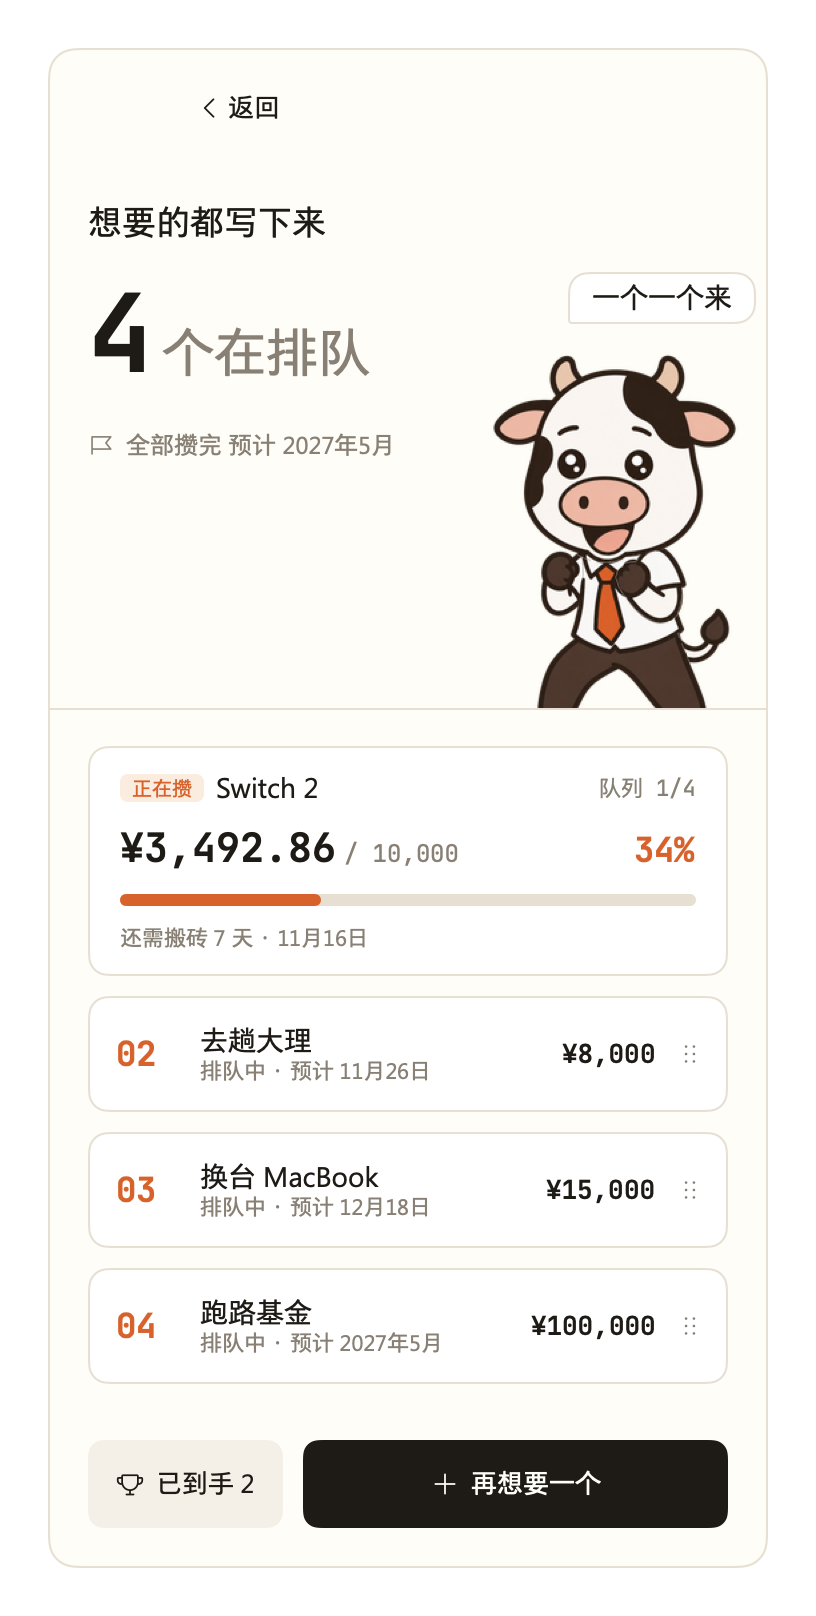 返回
想要的都写下来
4 个在排队
一个一个来
全部攒完 预计 2027年5月
正在攒 Switch 2 队列 1/4
¥3,492.86 / 10,000 34%
还需搬砖 7 天 · 11月16日
02 去趟大理 ¥8,000
排队中 · 预计 11月26日
03 换台 MacBook ¥15,000
排队中 · 预计 12月18日
04 跑路基金 ¥100,000
排队中 · 预计 2027年5月
已到手 2
再想要一个